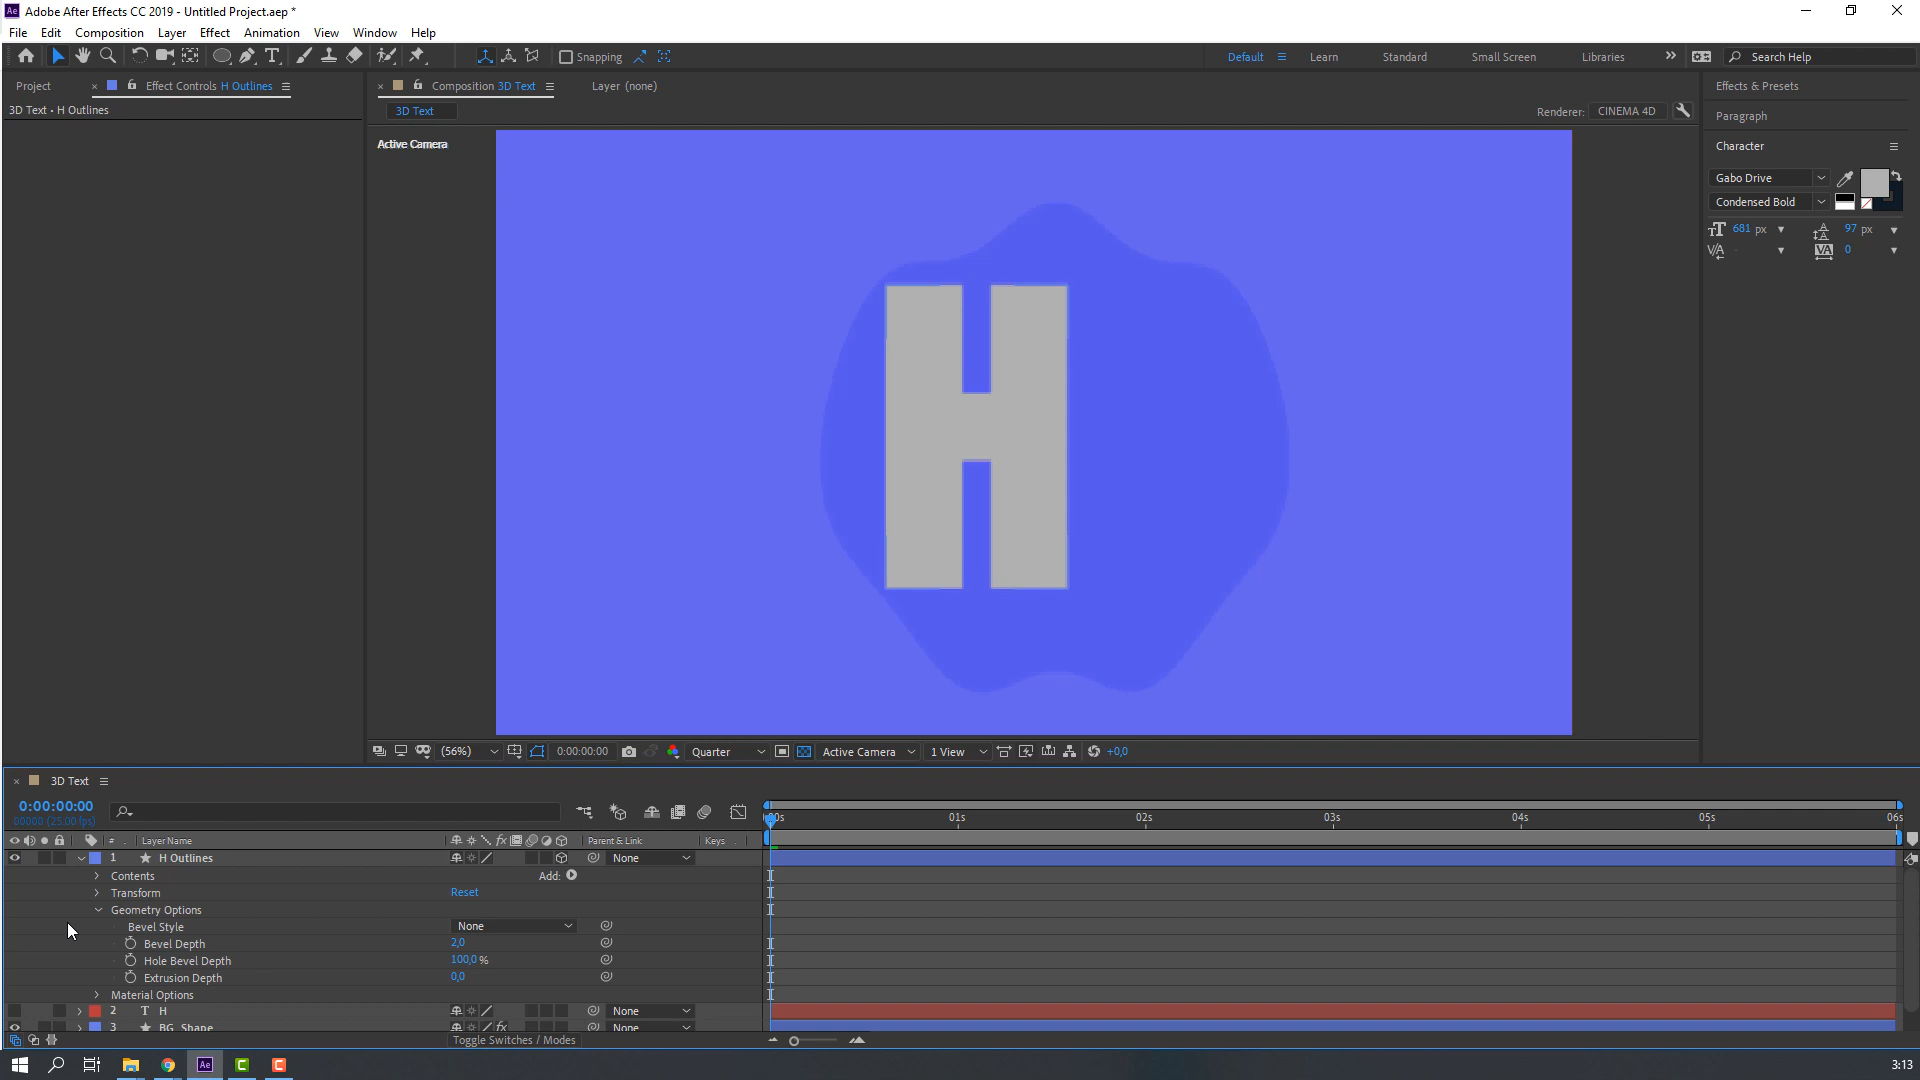 Ae Adobe After Effects CC 2019 - Untitled Project.aep *
File Edit Composition Layer Effect Animation View Window Help
Snapping Default Learn Standard Small Screen Libraries Search Help
Project Effect Controls H Outlines
3D Text • H Outlines
Composition 3D Text Layer (none)
3D Text
Renderer: CINEMA 4D
Active Camera
H
Effects & Presets
Paragraph
Character
Gabo Drive
Condensed Bold
681 px 97 px
0
(56%) 0:00:00:00 Quarter Active Camera 1 View +0,0
3D Text
0:00:00:00
00000 (25.00 fps)
:00s 01s 02s 03s 04s 05s 06s
# Layer Name Parent & Link Keys
1 H Outlines None
Contents Add:
Transform Reset
Geometry Options
Bevel Style None
Bevel Depth 2,0
Hole Bevel Depth 100,0 %
Extrusion Depth 0,0
Material Options
2 T H None
3 BG_Shape fx None
Toggle Switches / Modes
Ae C C 3:13